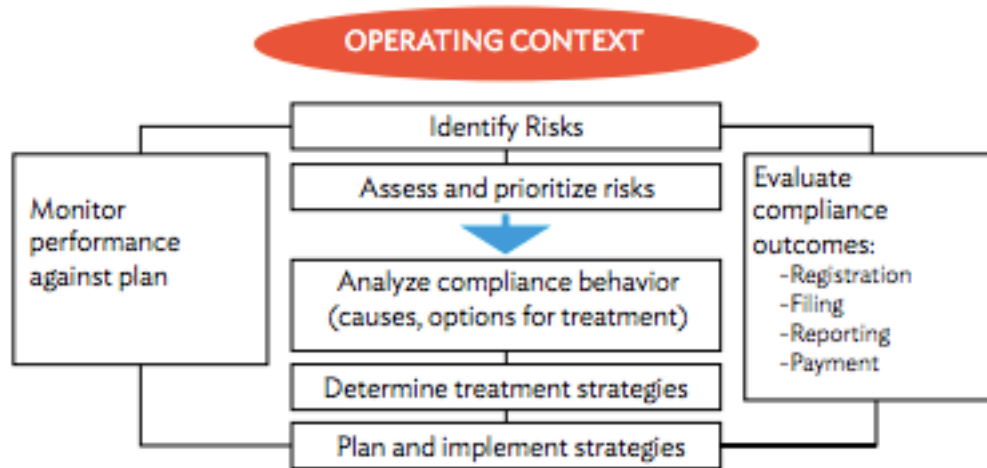 OPERATING CONTEXT
Identify Risks
Assess and prioritize risks
Monitor
performance
against plan
Analyze compliance behavior
(causes, options for treatment)
Determine treatment strategies
Plan and implement strategies
Evaluate
compliance
outcomes:
-Registration
-Filing
-Reporting
-Payment